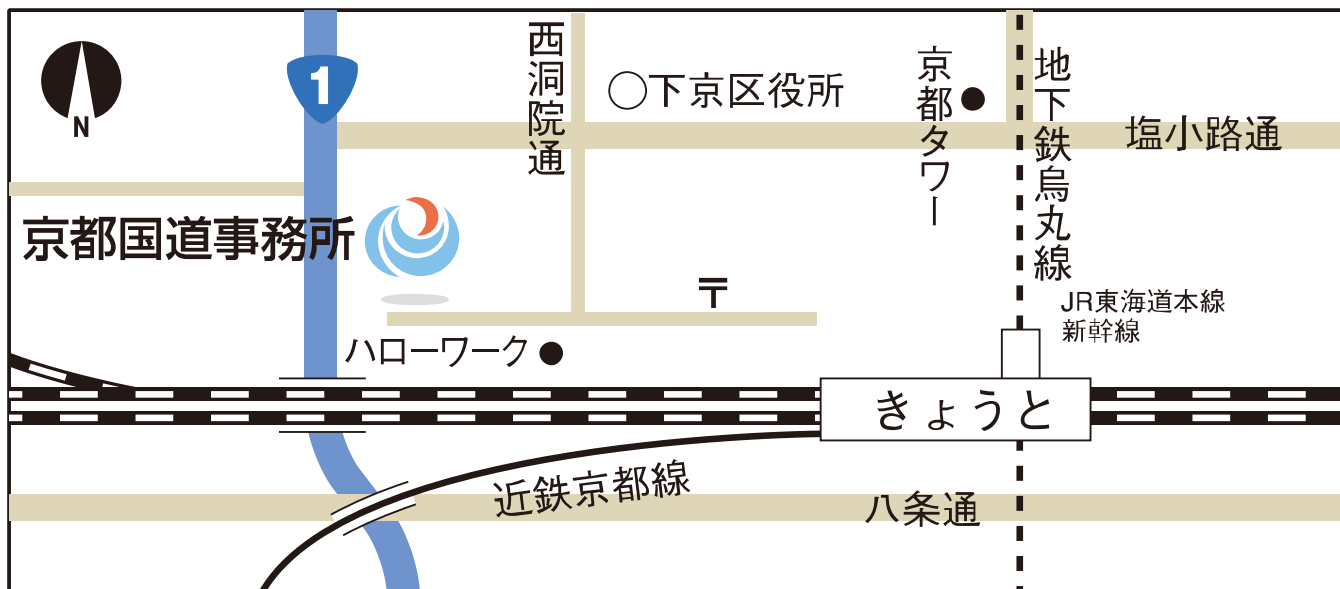 N
1
西洞院通
○下京区役所
京都タワー
地下鉄烏丸線
塩小路通
京都国道事務所
〒
JR東海道本線
新幹線
ハローワーク
きょうと
近鉄京都線
八条通